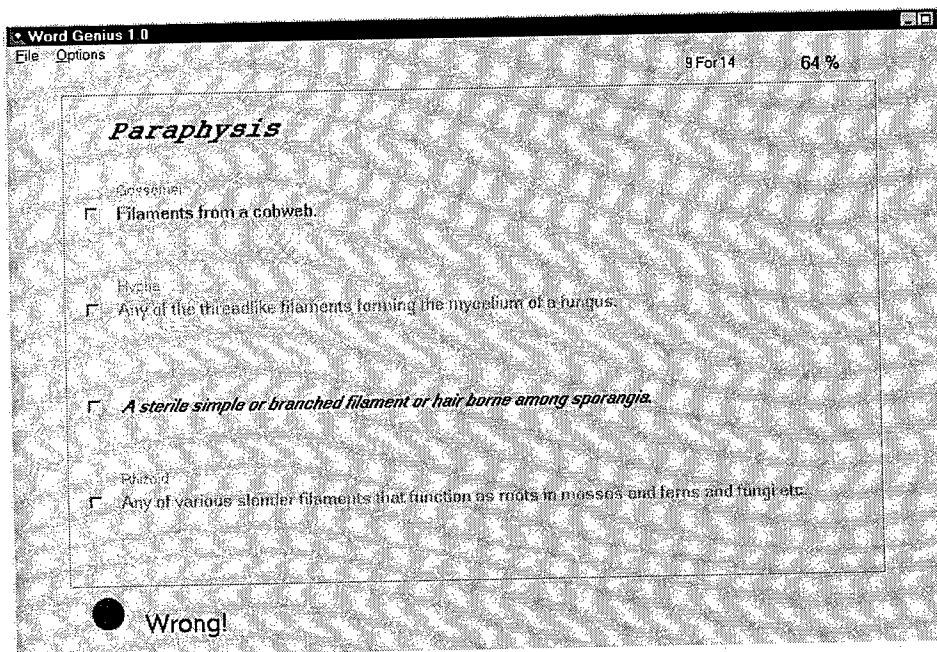 Word Genius 1.0
File Options
9 For 14 64 %
Paraphysis
Gossamer
Filaments from a cobweb.
Hypha
Any of the threadlike filaments forming the mycelium of a fungus.
A sterile simple or branched filament or hair borne among sporangia.
Rhizoid
Any of various slender filaments that function as roots in mosses and ferns and fungi etc.
Wrong!